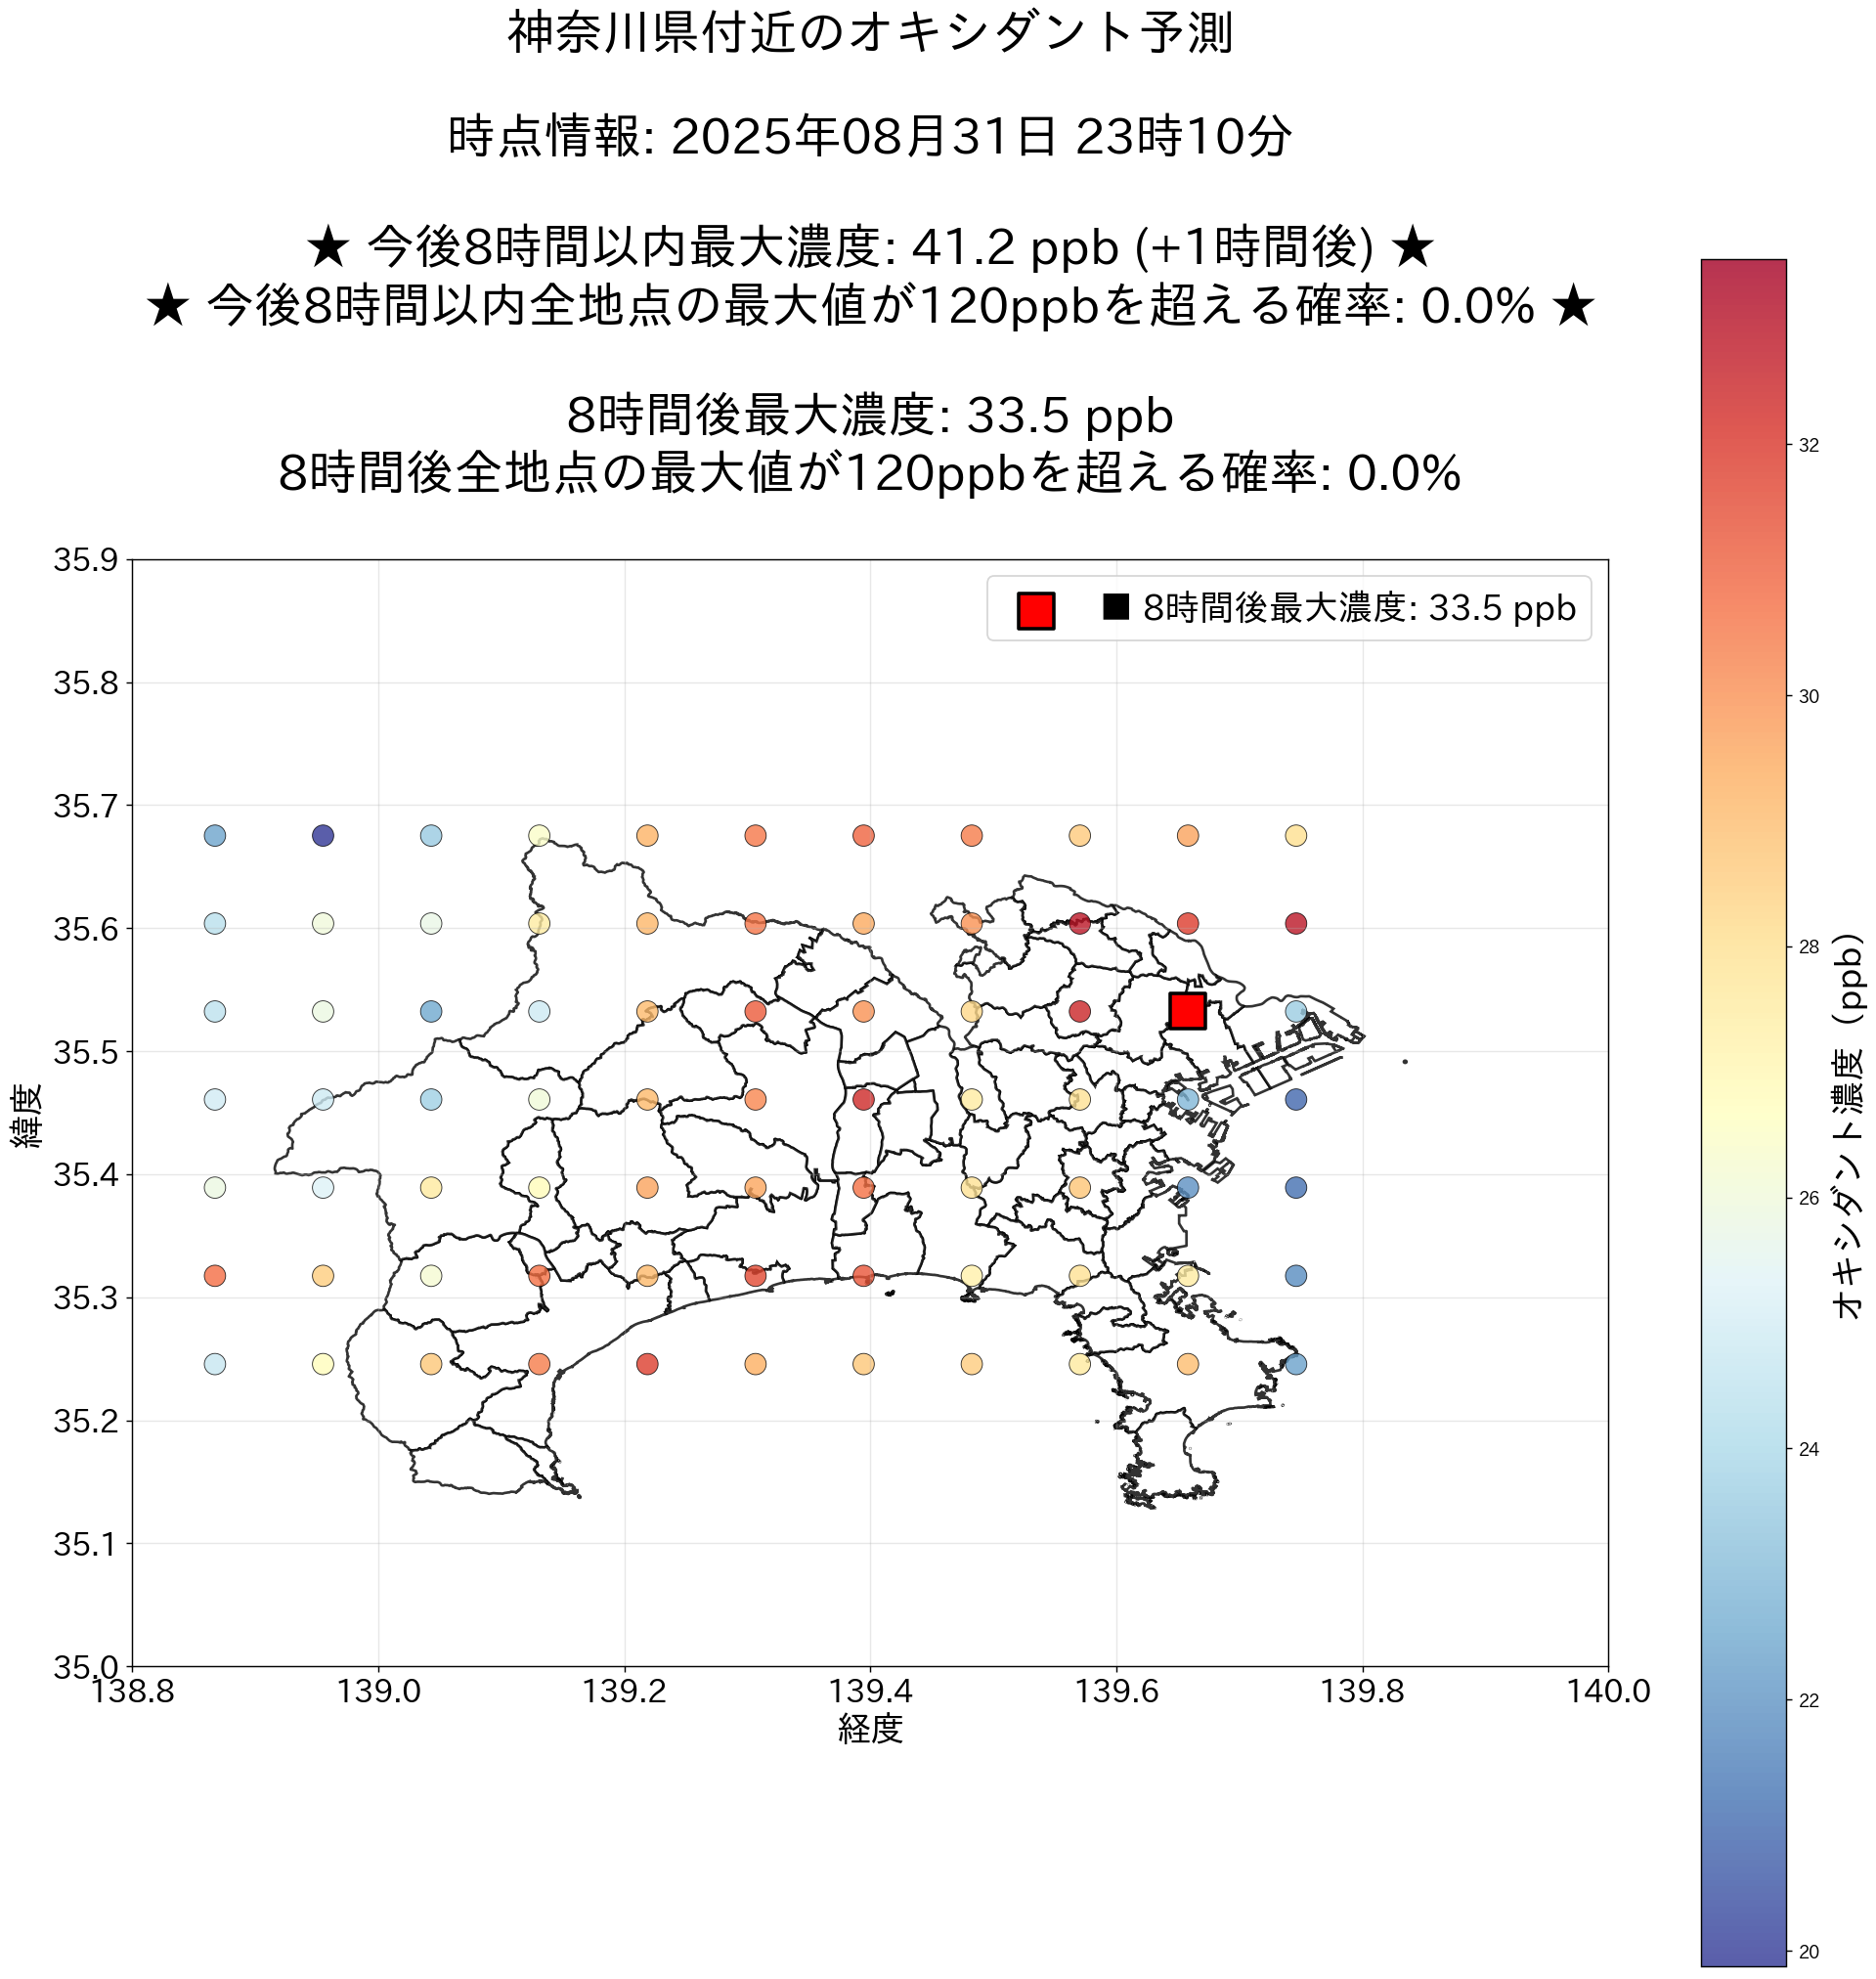 神奈川県付近のオキシダント予測
時点情報: 2025年08月31日 23時10分
★ 今後8時間以内最大濃度: 41.2 ppb (+1時間後) ★
★ 今後8時間以内全地点の最大値が120ppbを超える確率: 0.0% ★
8時間後最大濃度: 33.5 ppb
8時間後全地点の最大値が120ppbを超える確率: 0.0%
■ 8時間後最大濃度: 33.5 ppb
35.9
35.8
35.7
35.6
35.5
35.4
35.3
35.2
35.1
35.0
緯度
138.8
139.0
139.2
139.4
139.6
139.8
140.0
経度
32
30
28
26
24
22
20
オキシダント濃度（ppb）